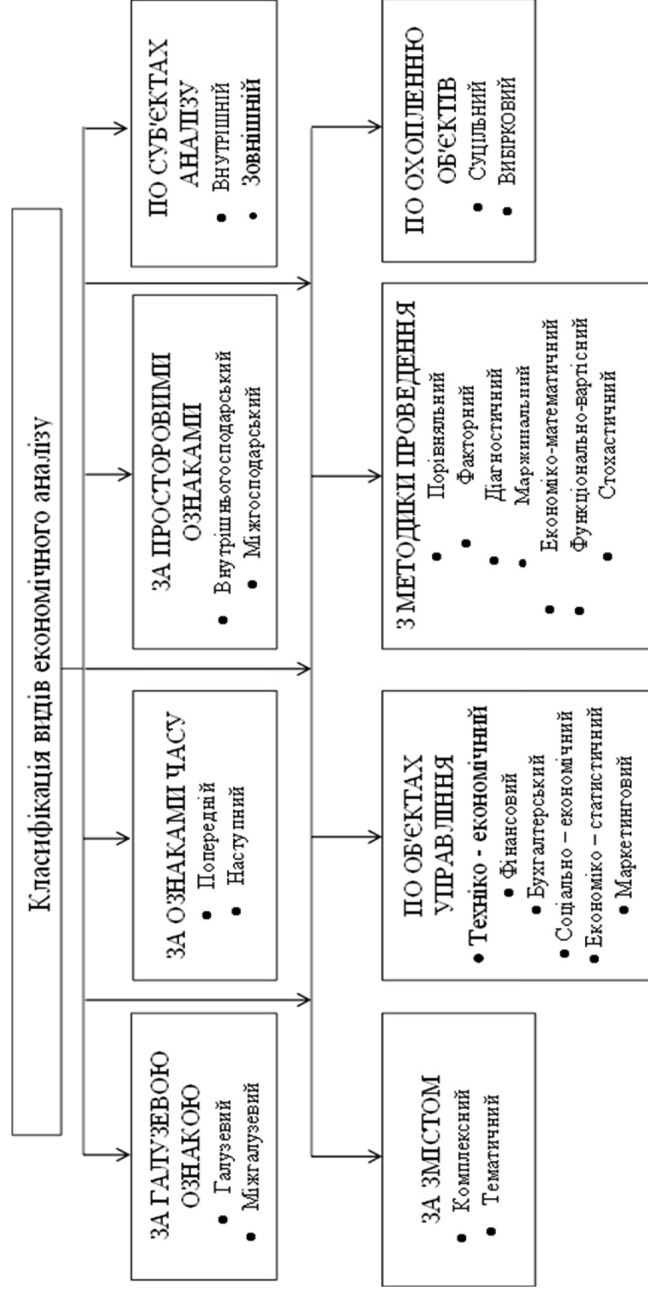 Класифікація видів економічного аналізу
ЗА ГАЛУЗЕВОЮ
ОЗНАКОЮ
• Галузевий
• Міжгалузевий
ЗА ОЗНАКАМИ ЧАСУ
• Попередній
• Наступний
ЗА ПРОСТОРОВИМИ
ОЗНАКАМИ
• Внутрішньогосподарський
• Міжгосподарський
ПО СУБ'ЄКТАХ
АНАЛІЗУ
• Внутрішній
• Зовнішній
ЗА ЗМІСТОМ
• Комплексний
• Тематичний
ПО ОБ'ЄКТАХ
УПРАВЛІННЯ
• Техніко - економічний
• Фінансовий
• Бухгалтерський
• Соціально – економічний
• Економіко – статистичний
• Маркетинговий
З МЕТОДИКИ ПРОВЕДЕННЯ
• Порівняльний
• Факторний
• Діагностичний
• Маржинальний
• Економіко-математичний
• Функціонально-вартісний
• Стохастичний
ПО ОХОПЛЕННЮ
ОБ'ЄКТІВ
• Суцільний
• Вибірковий